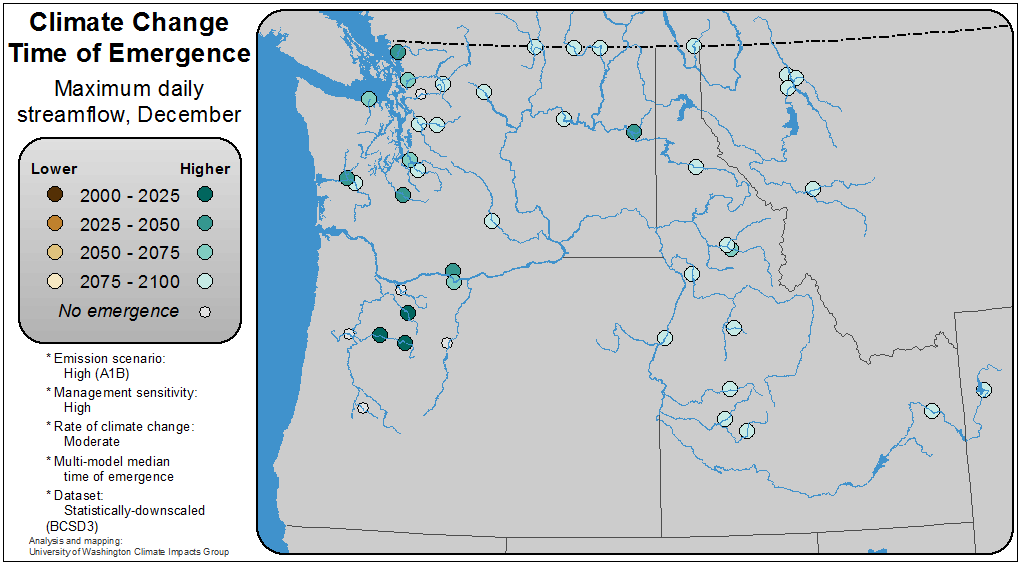 Climate Change
Time of Emergence
Maximum daily
streamflow, December
Lower Higher
2000 - 2025
2025 - 2050
2050 - 2075
2075 - 2100
No emergence
* Emission scenario:
High (A1B)
* Management sensitivity:
High
* Rate of climate change:
Moderate
* Multi-model median
time of emergence
* Dataset:
Statistically-downscaled
(BCSD3)
Analysis and mapping:
University of Washington Climate Impacts Group